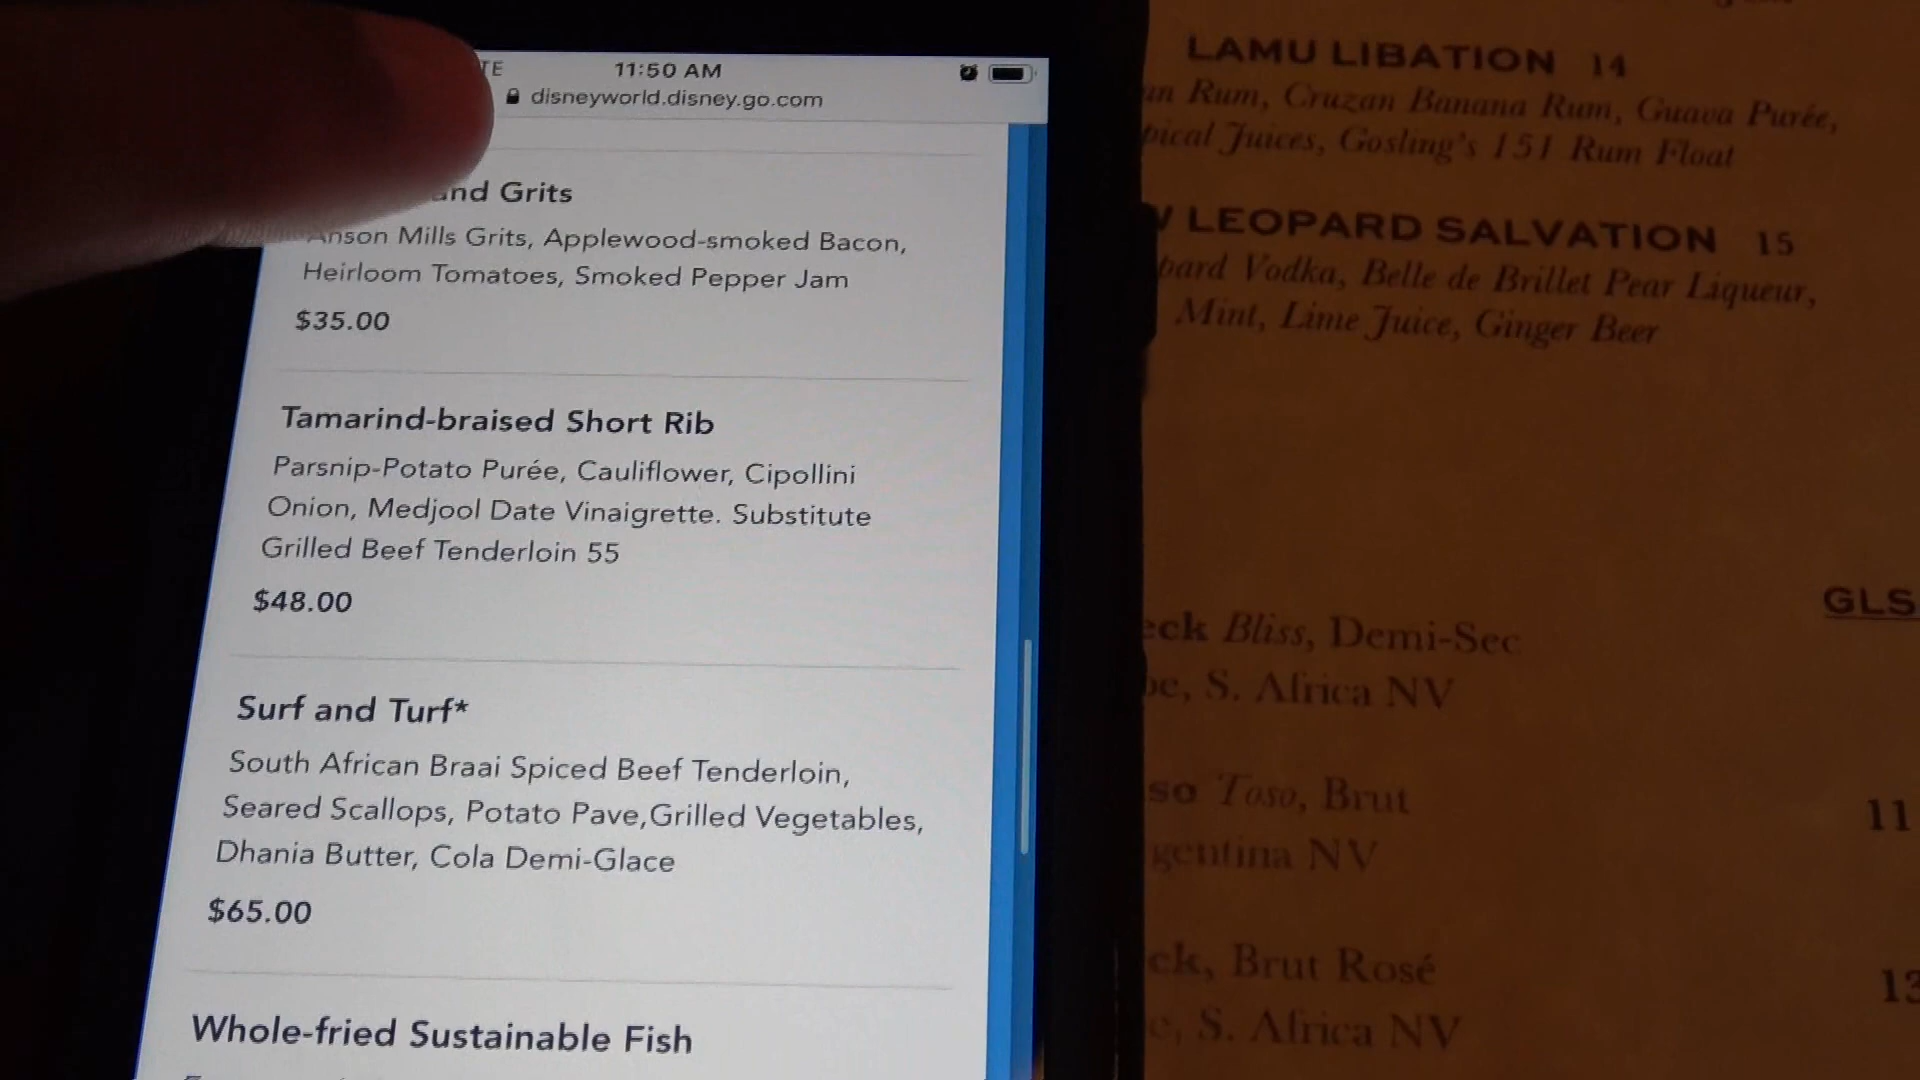 TE
11:50 AM
disneyworld.disney.go.com
and Grits
Anson Mills Grits, Applewood-smoked Bacon,
Heirloom Tomatoes, Smoked Pepper Jam
$35.00
Tamarind-braised Short Rib
Parsnip-Potato Purée, Cauliflower, Cipollini
Onion, Medjool Date Vinaigrette. Substitute
Grilled Beef Tenderloin 55
$48.00
Surf and Turf*
South African Braai Spiced Beef Tenderloin,
Seared Scallops, Potato Pave,Grilled Vegetables,
Dhania Butter, Cola Demi-Glace
$65.00
Whole-fried Sustainable Fish
LAMU LIBATION 14
Rum, Cruzan Banana Rum, Guava Purée,
Juices, Gosling's 151 Rum Float
LEOPARD SALVATION 15
Vodka, Belle de Brillet Pear Liqueur,
Mint, Lime Juice, Ginger Beer
GLS
Bliss, Demi-Sec
S. Africa NV
Toso, Brut 11
NV
Brut Rosé 13
S. Africa NV